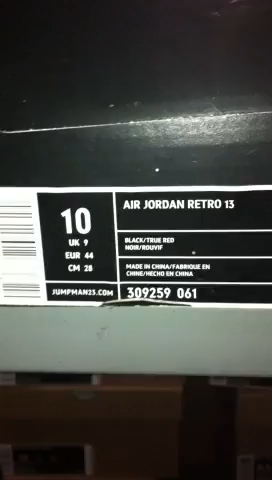 10
UK 9
EUR 44
CM 28
JUMPMAN23.COM
AIR JORDAN RETRO 13
BLACK/TRUE RED
NOIR/ROUVIF
MADE IN CHINA/FABRIQUE EN
CHINE/HECHO EN CHINA
309259 061